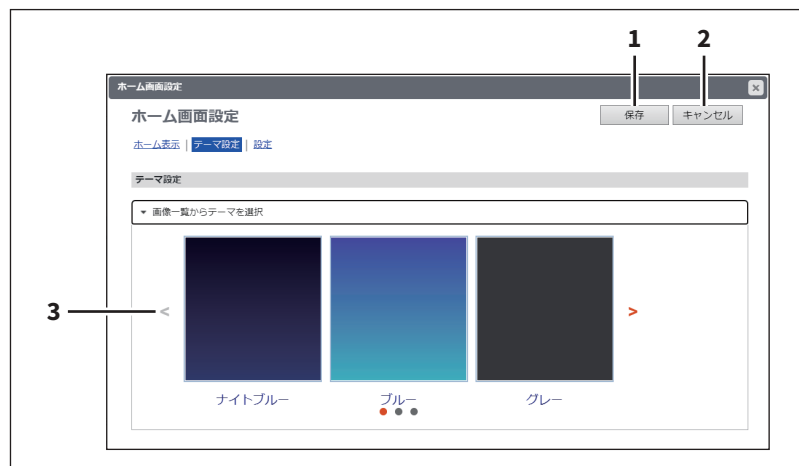 1 2
ホーム画面設定
ホーム画面設定
保存 キャンセル
ホーム表示 | テーマ設定 | 設定
テーマ設定
▼ 画像一覧からテーマを選択
3 < >
ナイトブルー ブルー グレー